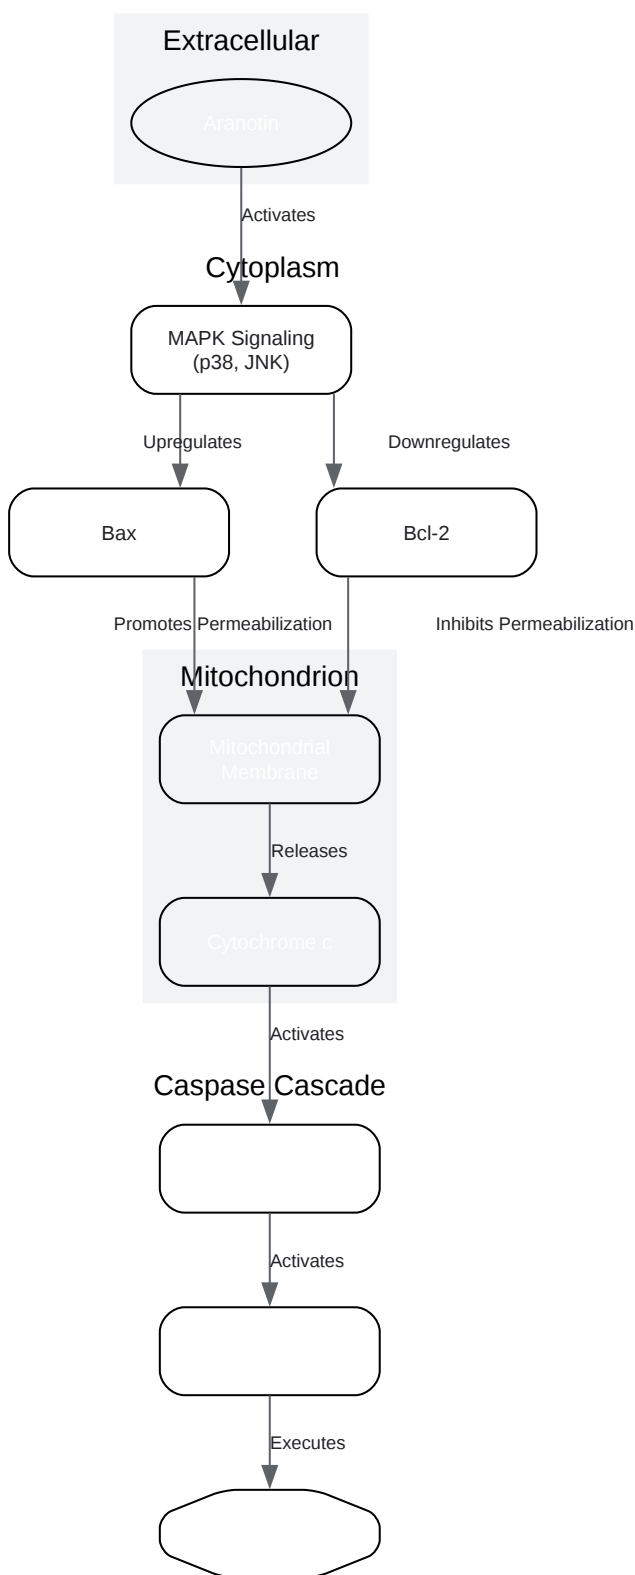 Extracellular
Aranotin
Activates
Cytoplasm
MAPK Signaling
(p38, JNK)
Upregulates
Downregulates
Bax
Bcl-2
Promotes Permeabilization
Inhibits Permeabilization
Mitochondrion
Mitochondrial
Membrane
Releases
Cytochrome c
Activates
Caspase Cascade
Activates
Executes